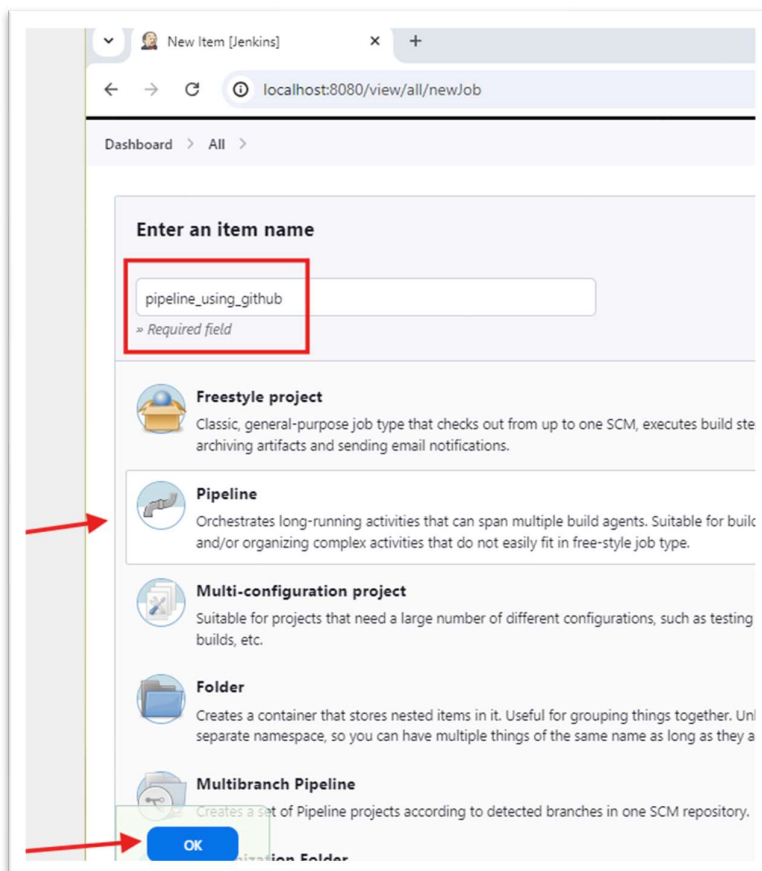 New Item [Jenkins]
localhost:8080/view/all/newJob
Dashboard > All >
Enter an item name
pipeline_using_github
» Required field
Freestyle project
Classic, general-purpose job type that checks out from up to one SCM, executes build ste
archiving artifacts and sending email notifications.
Pipeline
Orchestrates long-running activities that can span multiple build agents. Suitable for buil
and/or organizing complex activities that do not easily fit in free-style job type.
Multi-configuration project
Suitable for projects that need a large number of different configurations, such as testing
builds, etc.
Folder
Creates a container that stores nested items in it. Useful for grouping things together. Unl
separate namespace, so you can have multiple things of the same name as long as they a
Multibranch Pipeline
Creates a set of Pipeline projects according to detected branches in one SCM repository.
OK
Folder